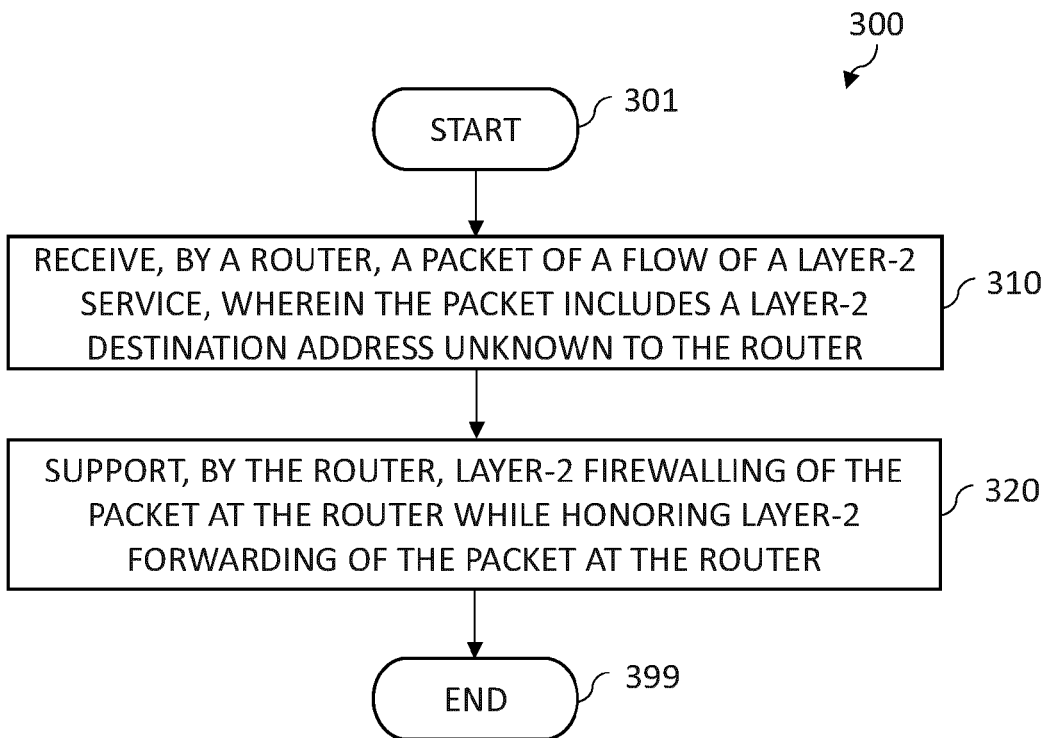 300
START
301
RECEIVE, BY A ROUTER, A PACKET OF A FLOW OF A LAYER-2
SERVICE, WHEREIN THE PACKET INCLUDES A LAYER-2
DESTINATION ADDRESS UNKNOWN TO THE ROUTER
310
SUPPORT, BY THE ROUTER, LAYER-2 FIREWALLING OF THE
PACKET AT THE ROUTER WHILE HONORING LAYER-2
FORWARDING OF THE PACKET AT THE ROUTER
320
END
399